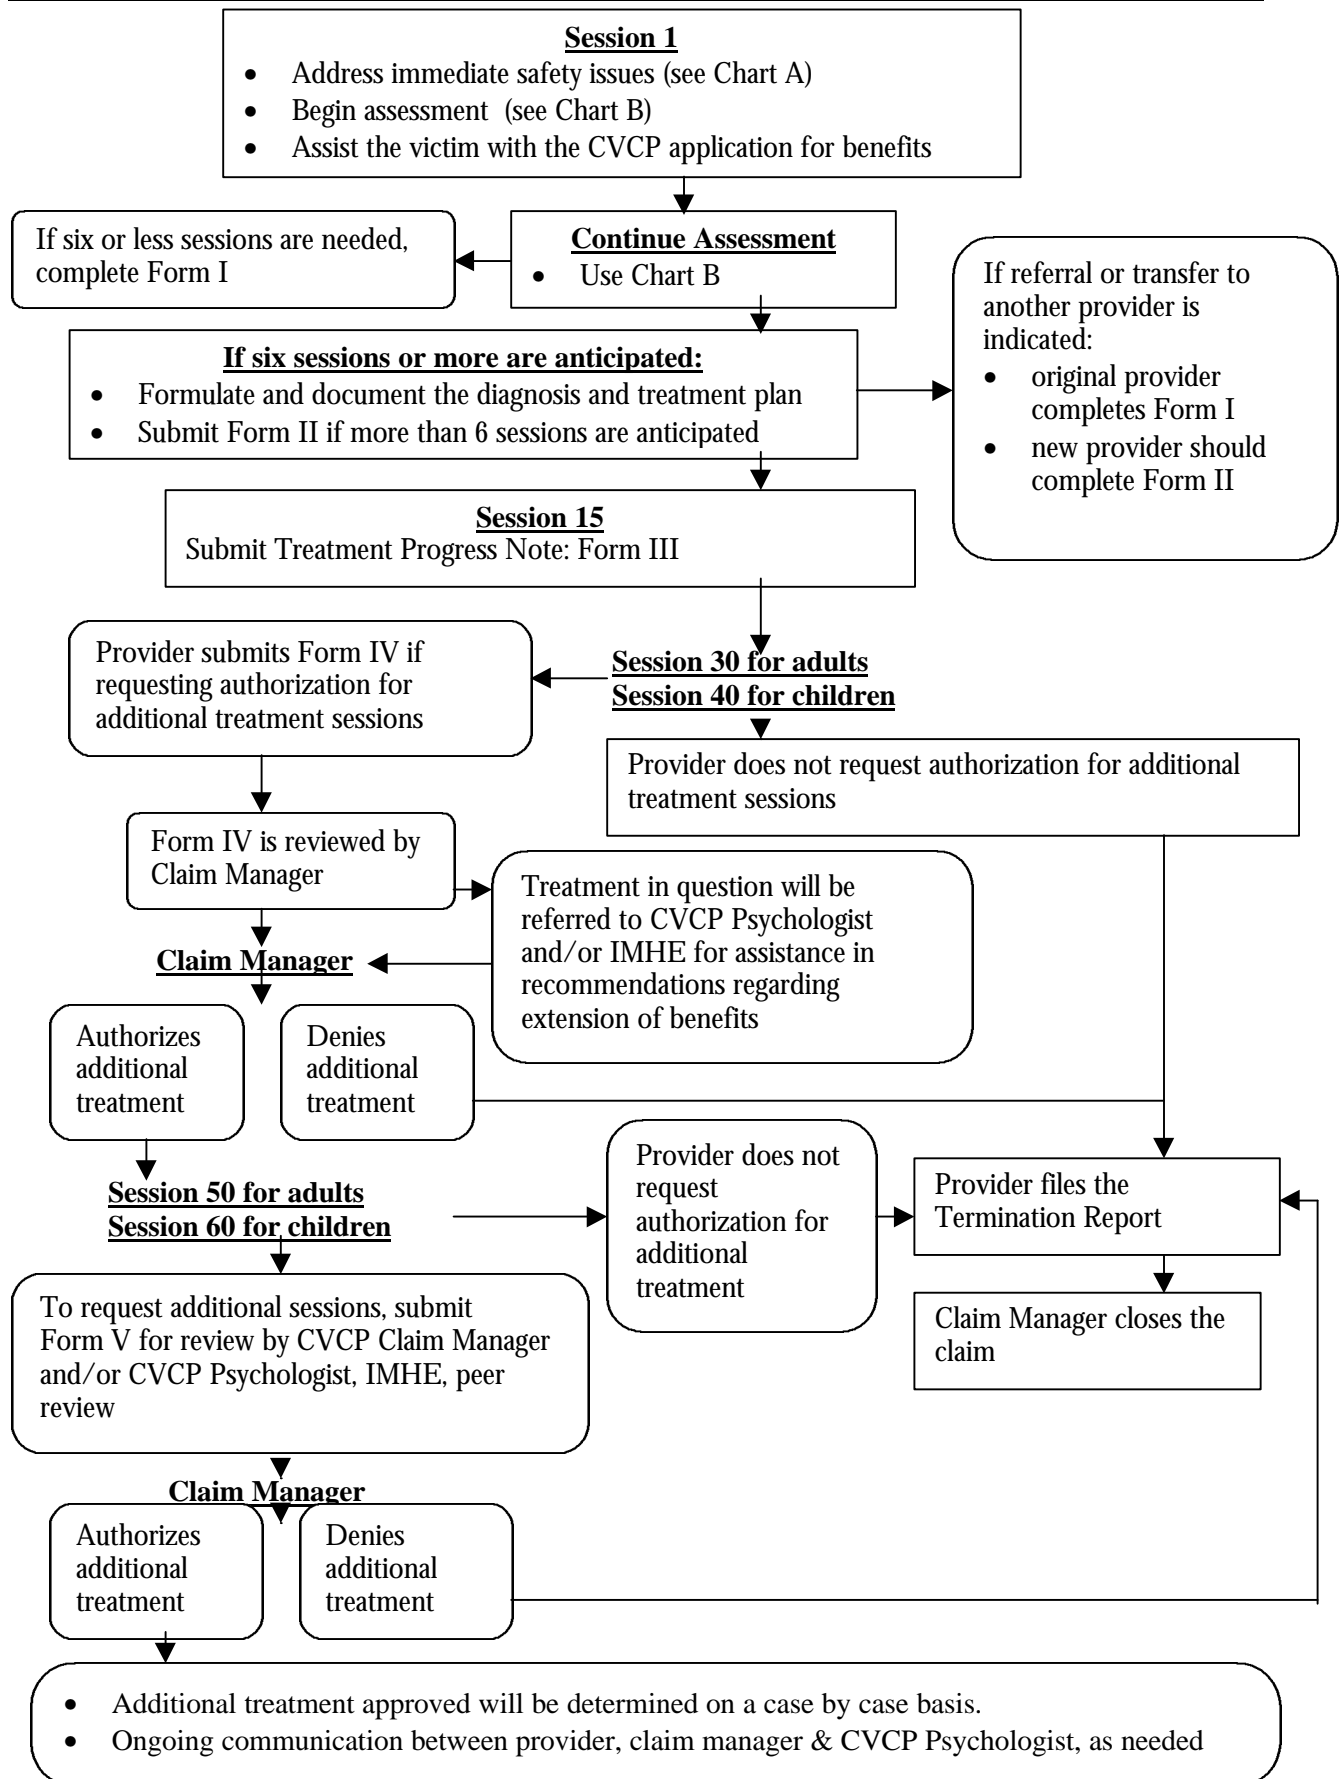 Session 1
• Address immediate safety issues (see Chart A)
• Begin assessment (see Chart B)
• Assist the victim with the CVCP application for benefits
If six or less sessions are needed,
complete Form I
Continue Assessment
• Use Chart B
If referral or transfer to
another provider is
indicated:
• original provider
completes Form I
• new provider should
complete Form II
If six sessions or more are anticipated:
• Formulate and document the diagnosis and treatment plan
• Submit Form II if more than 6 sessions are anticipated
Session 15
Submit Treatment Progress Note: Form III
Provider submits Form IV if
requesting authorization for
additional treatment sessions
Session 30 for adults
Session 40 for children
Provider does not request authorization for additional
treatment sessions
Form IV is reviewed by
Claim Manager
Treatment in question will be
referred to CVCP Psychologist
and/or IMHE for assistance in
recommendations regarding
extension of benefits
Claim Manager
Authorizes
additional
treatment
Denies
additional
treatment
Session 50 for adults
Session 60 for children
Provider does not
request
authorization for
additional
treatment
Provider files the
Termination Report
Claim Manager closes the
claim
To request additional sessions, submit
Form V for review by CVCP Claim Manager
and/or CVCP Psychologist, IMHE, peer
review
Claim Manager
Authorizes
additional
treatment
Denies
additional
treatment
• Additional treatment approved will be determined on a case by case basis.
• Ongoing communication between provider, claim manager & CVCP Psychologist, as needed